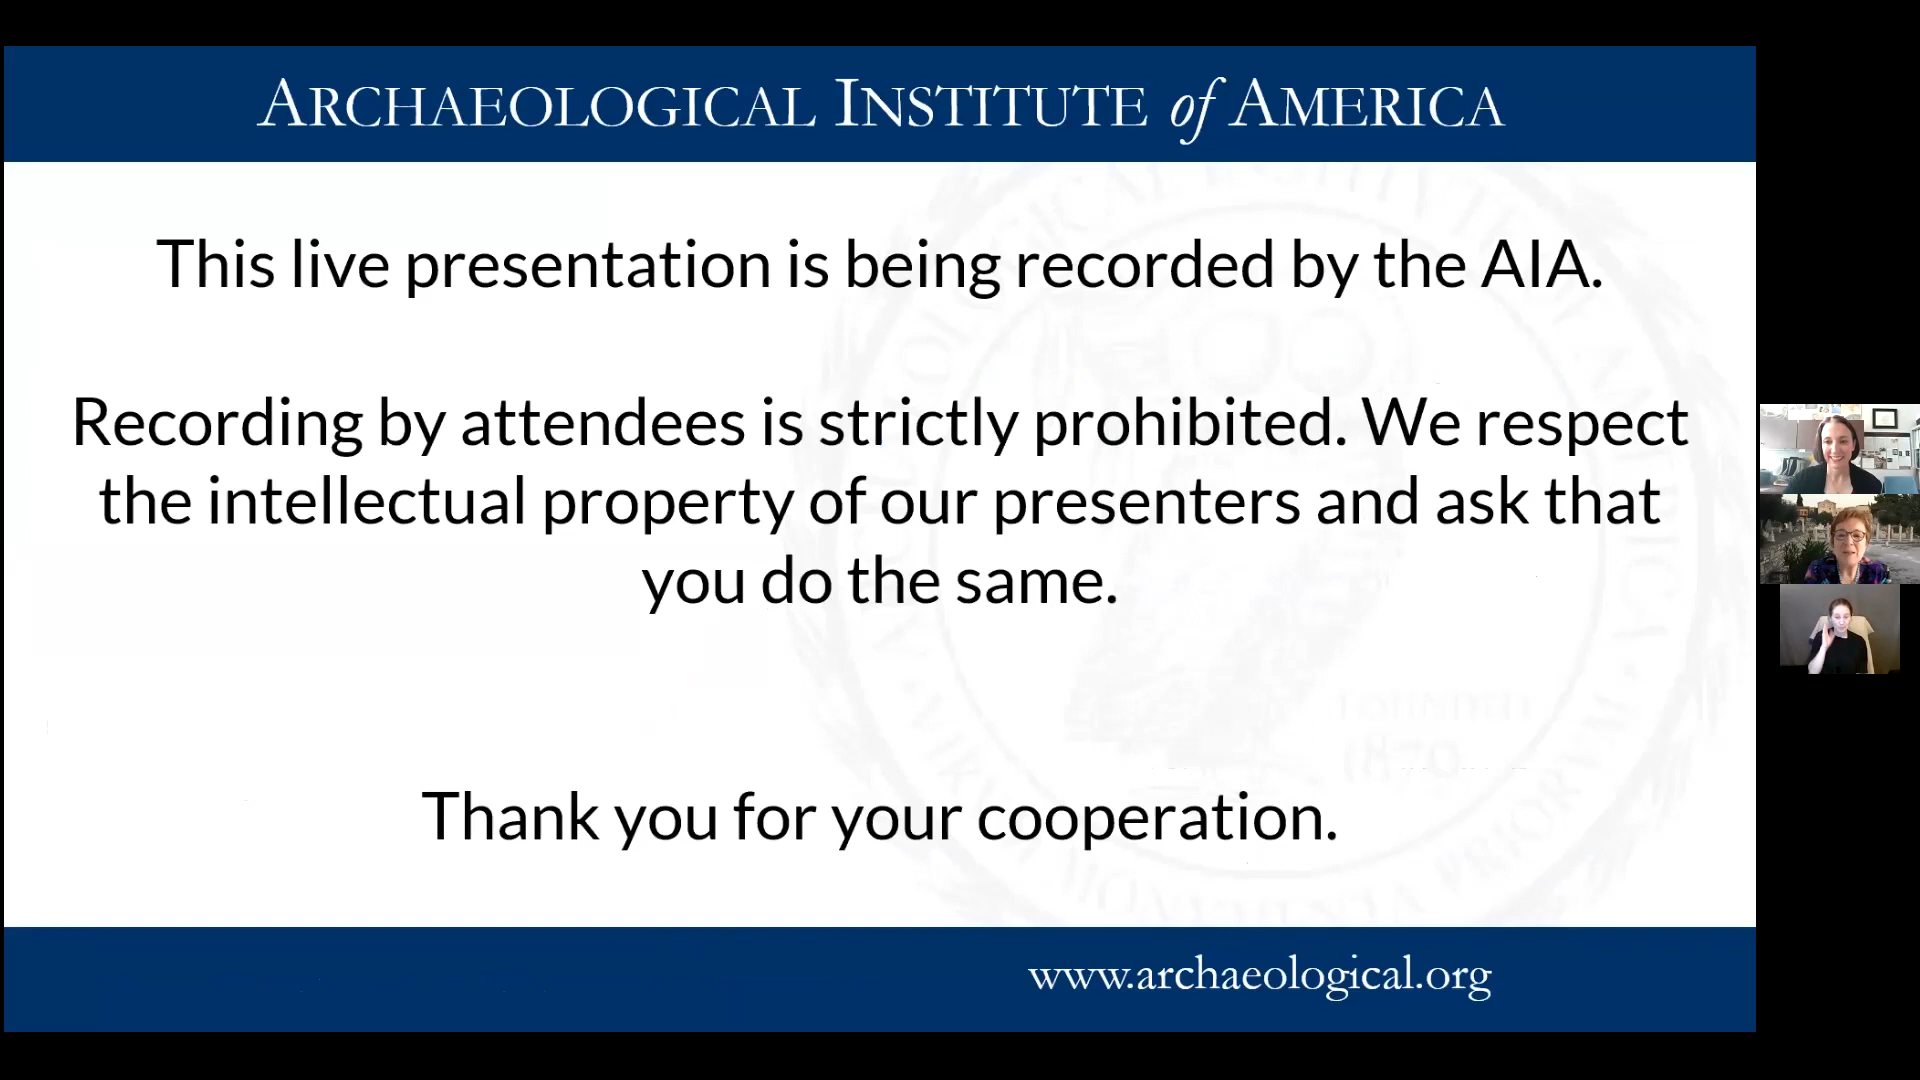 ARCHAEOLOGICAL INSTITUTE of AMERICA
This live presentation is being recorded by the AIA.
Recording by attendees is strictly prohibited. We respect
the intellectual property of our presenters and ask that
you do the same.
FOUNDED
1879
Thank you for your cooperation.
www.archaeological.org